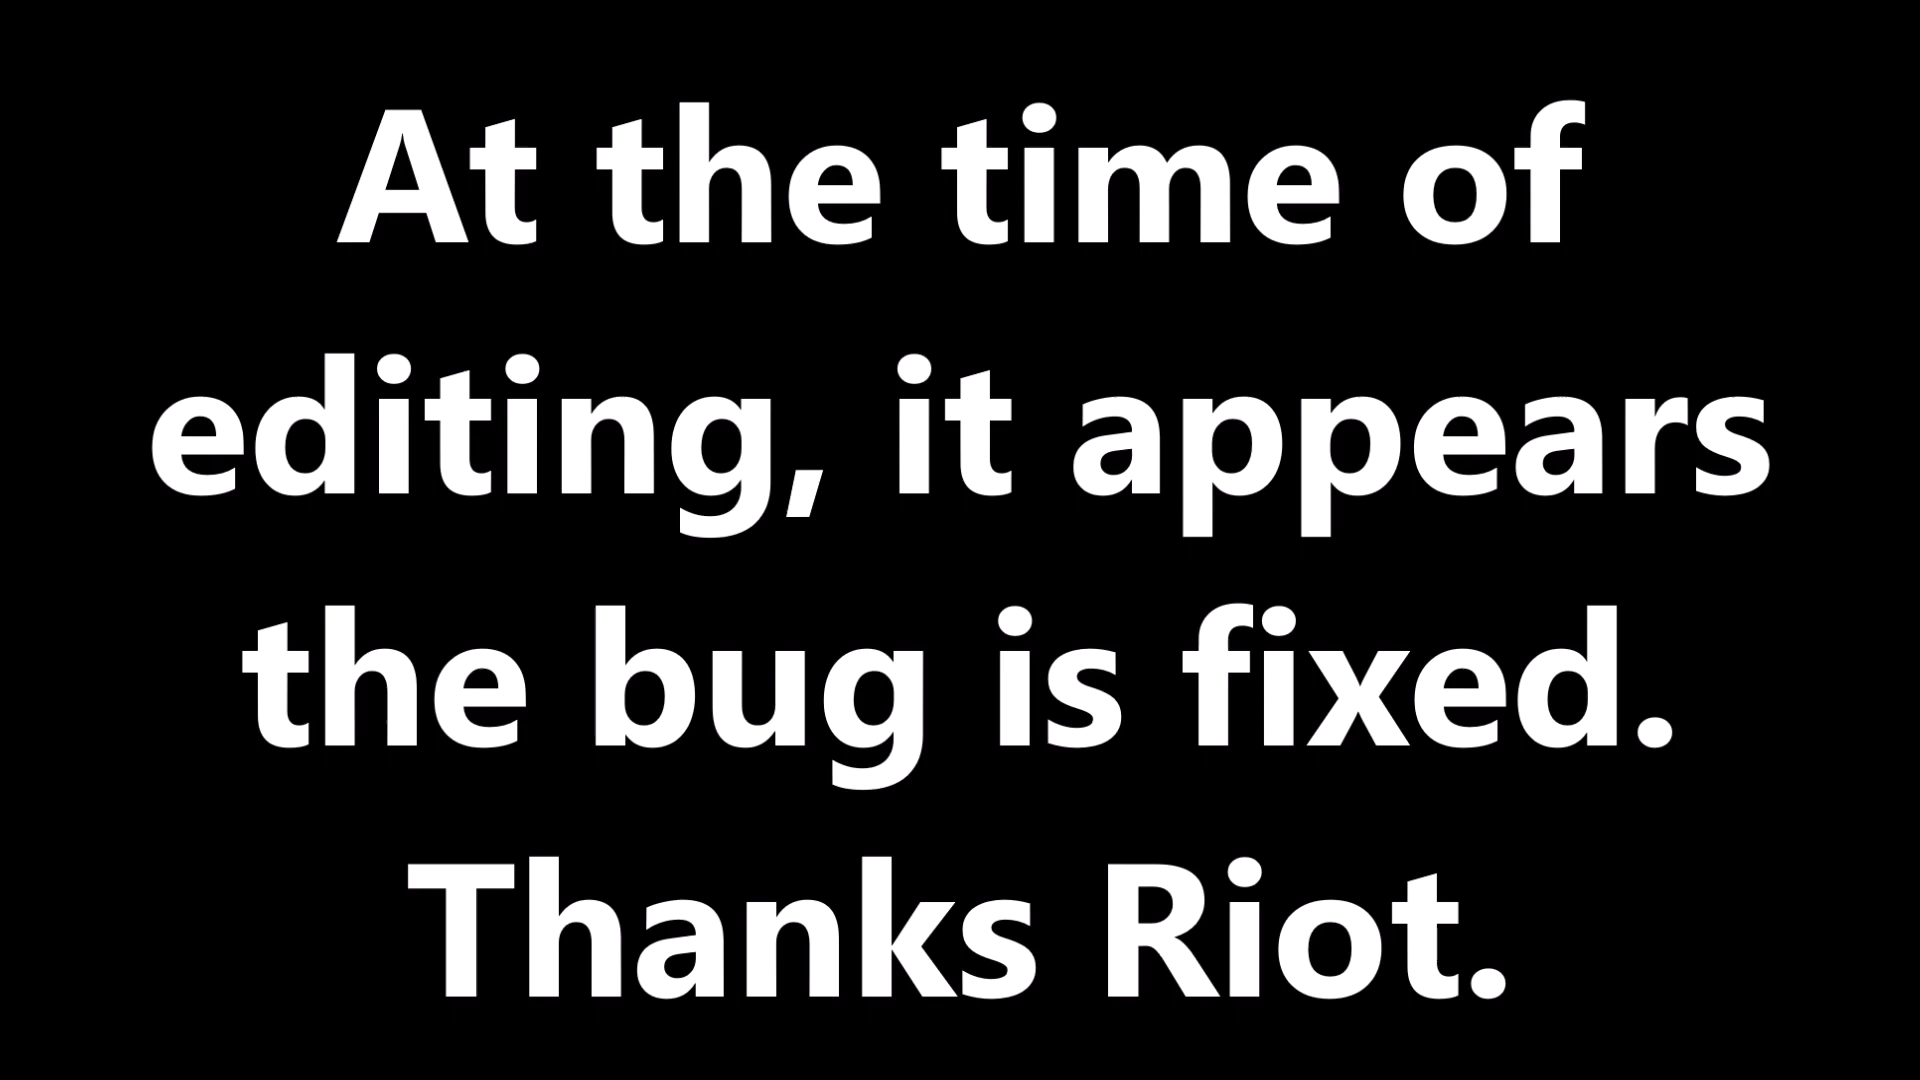 At the time of
editing, it appears
the bug is fixed.
Thanks Riot.